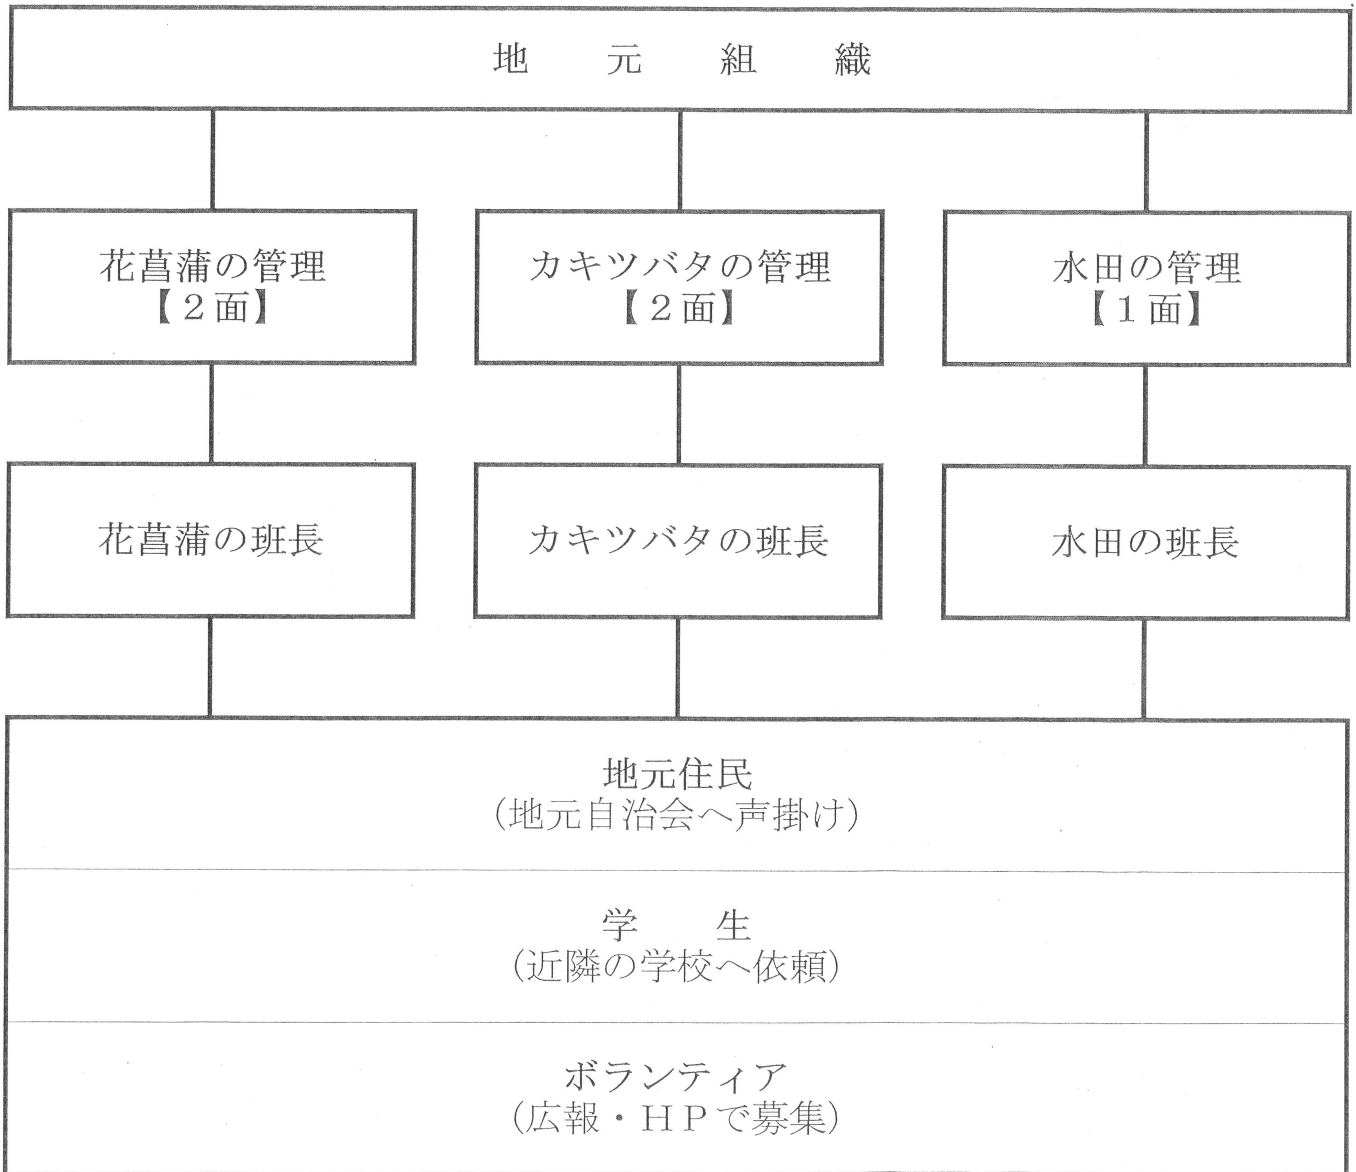 地元組織
花菖蒲の管理
【２面】
カキツバタの管理
【２面】
水田の管理
【１面】
花菖蒲の班長
カキツバタの班長
水田の班長
地元住民
(地元自治会へ声掛け)
学生
(近隣の学校へ依頼)
ボランティア
(広報・ＨＰで募集)